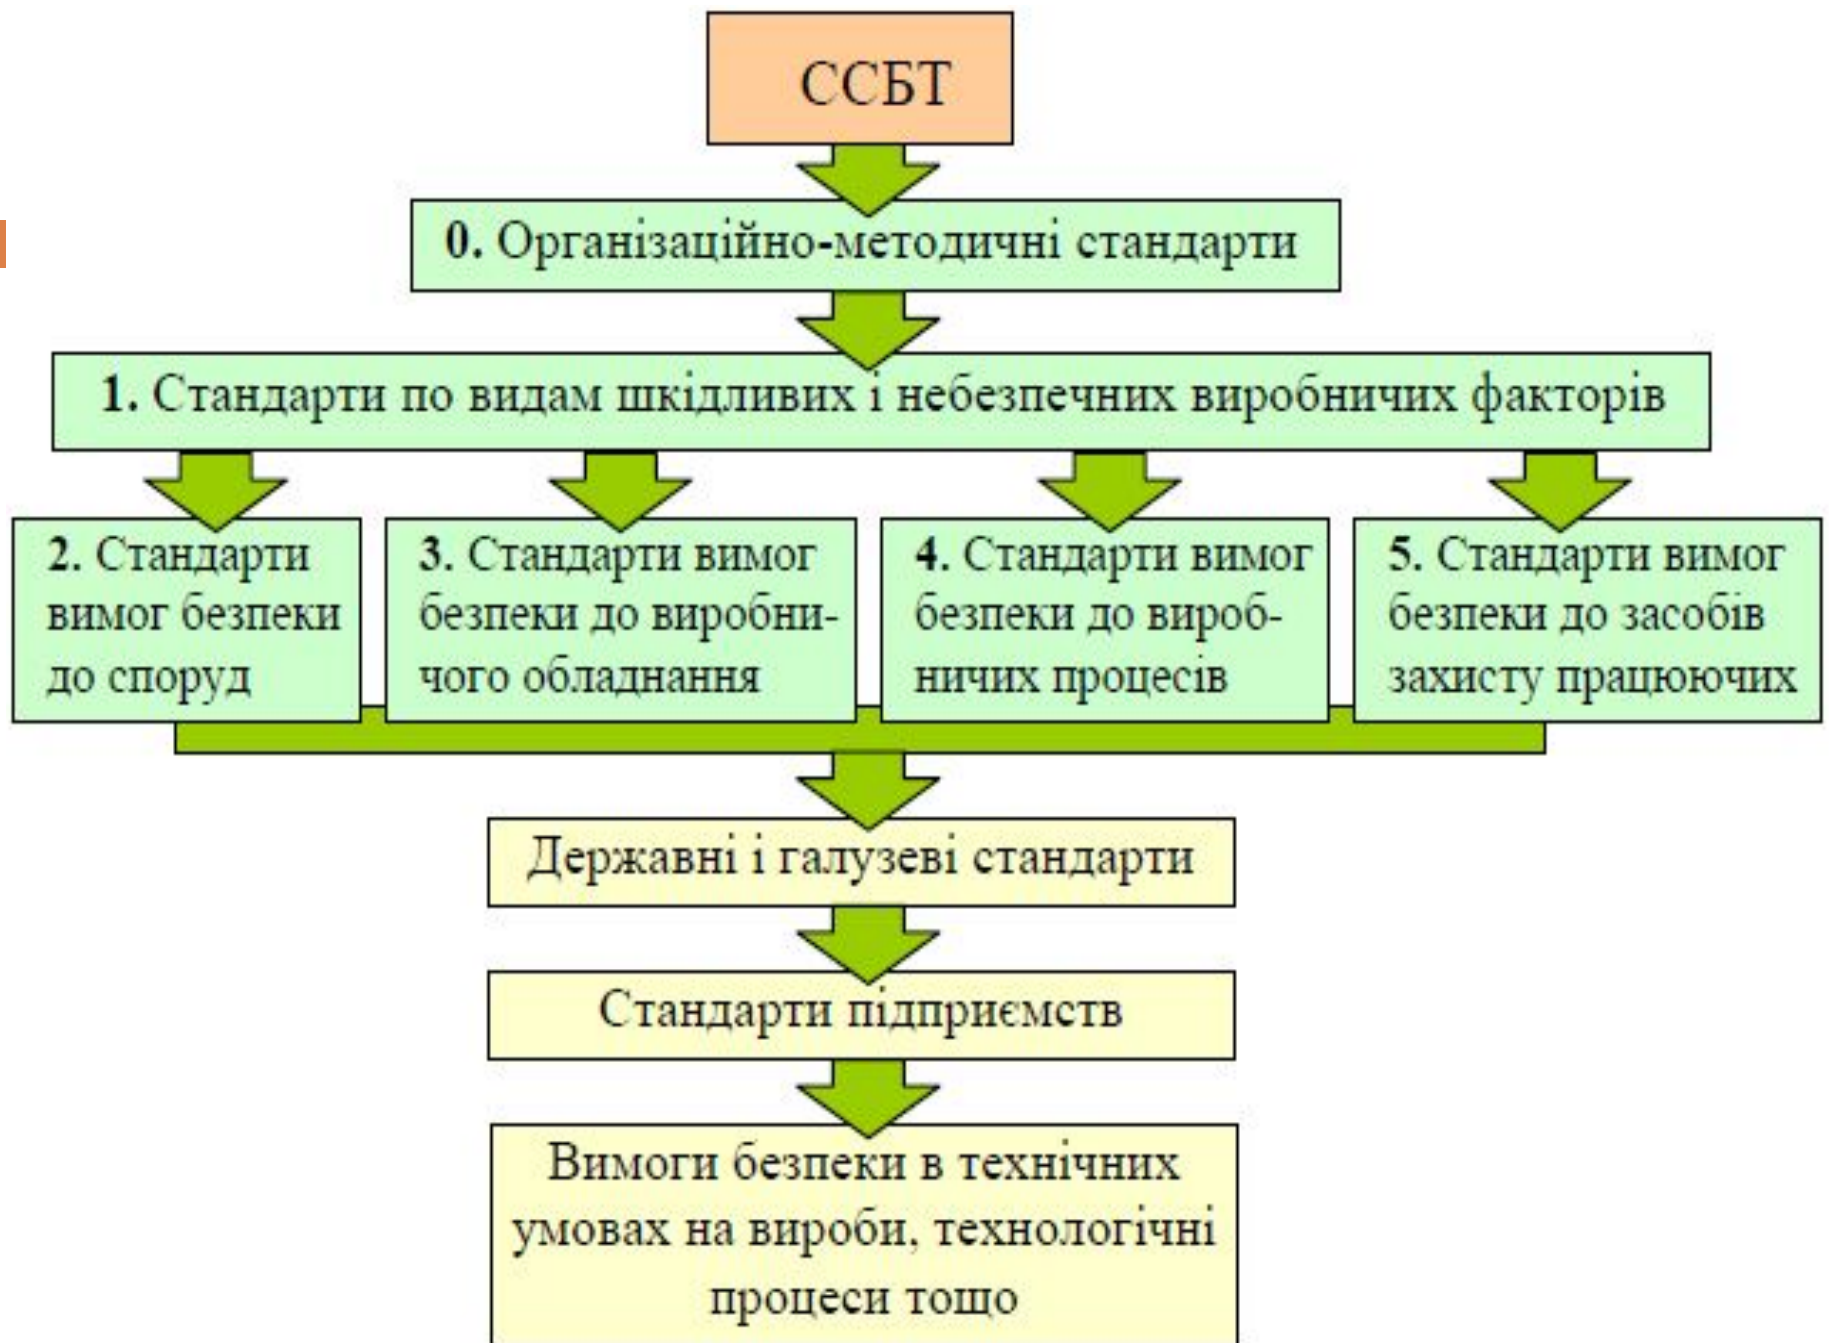 ССБТ
0. Організаційно-методичні стандарти
1. Стандарти по видам шкідливих і небезпечних виробничих факторів
2. Стандарти
вимог безпеки
до споруд
3. Стандарти вимог
безпеки до виробни-
чого обладнання
4. Стандарти вимог
безпеки до вироб-
ничих процесів
5. Стандарти вимог
безпеки до засобів
захисту працюючих
Державні і галузеві стандарти
Стандарти підприємств
Вимоги безпеки в технічних
умовах на вироби, технологічні
процеси тощо